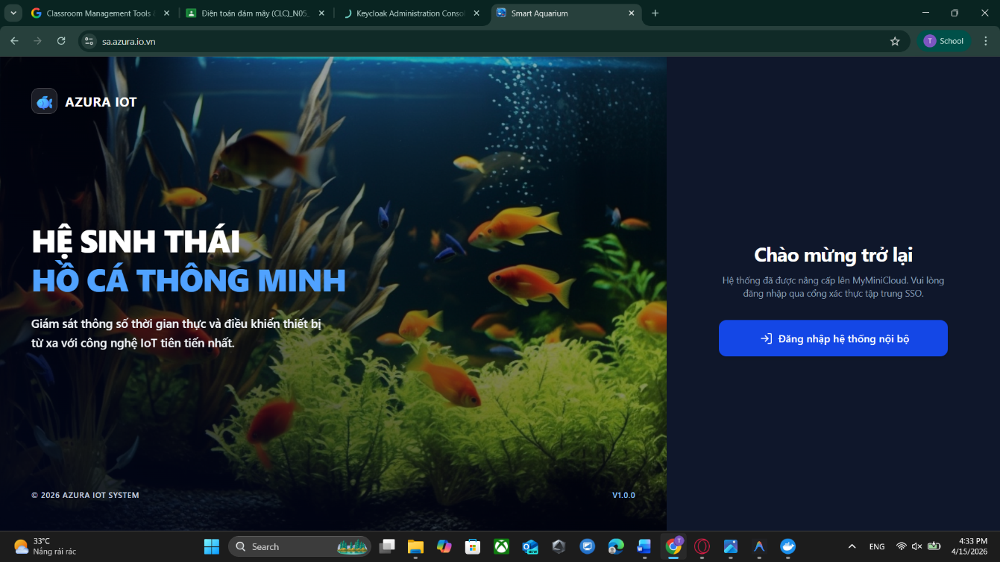 Classroom Management Tools &
Điện toán đám mây (CLC)_N05_
Keycloak Administration Consol
Smart Aquarium
sa.azura.io.vn
T
School
AZURA IOT
HỆ SINH THÁI
HỒ CÁ THÔNG MINH
Giám sát thông số thời gian thực và điều khiển thiết bị
từ xa với công nghệ IoT tiên tiến nhất.
© 2026 AZURA IOT SYSTEM
V1.0.0
Chào mừng trở lại
Hệ thống đã được nâng cấp lên MyMiniCloud. Vui lòng
đăng nhập qua cổng xác thực tập trung SSO.
Đăng nhập hệ thống nội bộ
33°C
Nắng rải rác
Search
ENG
4:33 PM
4/15/2026